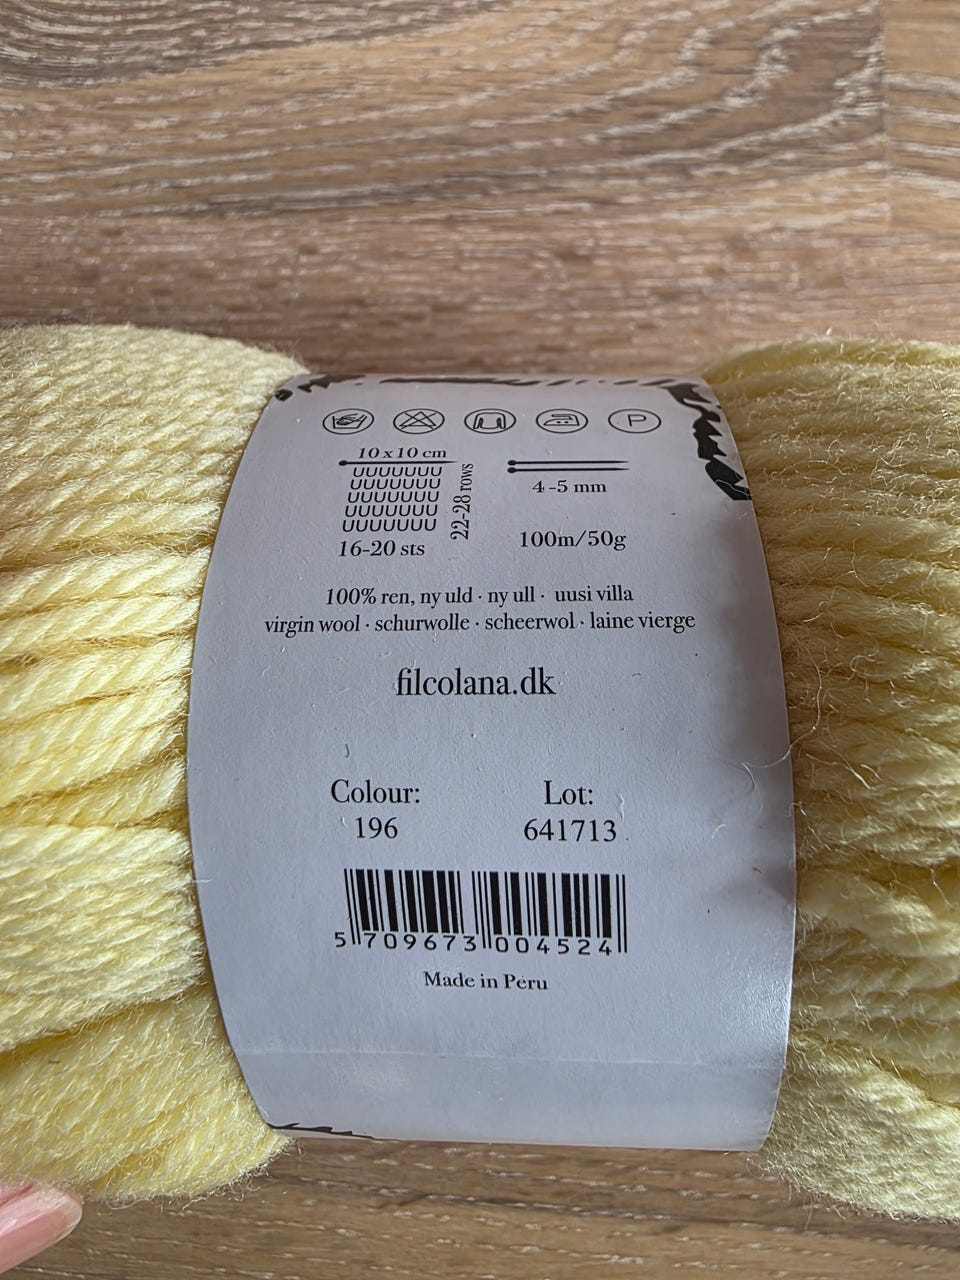 P
10 x 10 cm
22-28 rows
16-20 sts
4 -5 mm
100m/50g
100% ren, ny uld · ny ull · uusi villa
virgin wool · schurwolle · scheerwol · laine vierge
filcolana.dk
Colour:
196
Lot:
641713
5 709673 004524
Made in Peru